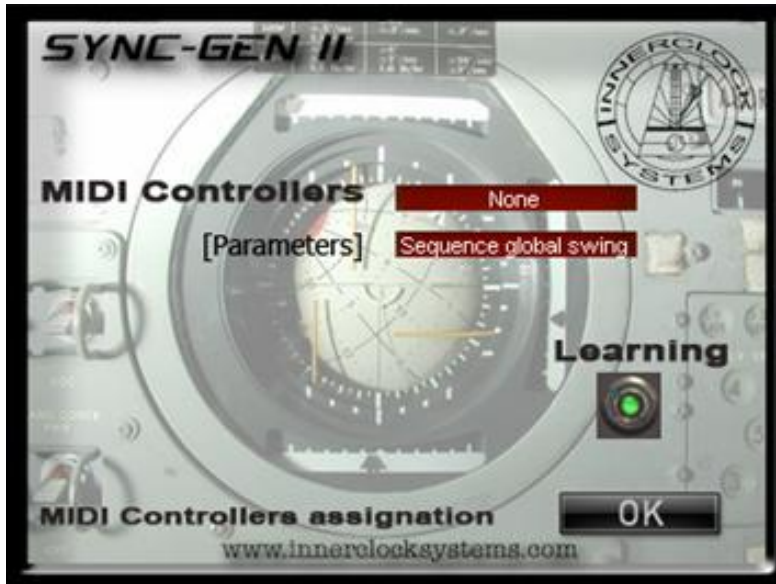 SYNC-GEN II
INNERCLOCK SYSTEMS
MIDI Controllers
None
[Parameters]
Sequence global swing
Learning
MIDI Controllers assignation
OK
www.innerclocksystems.com